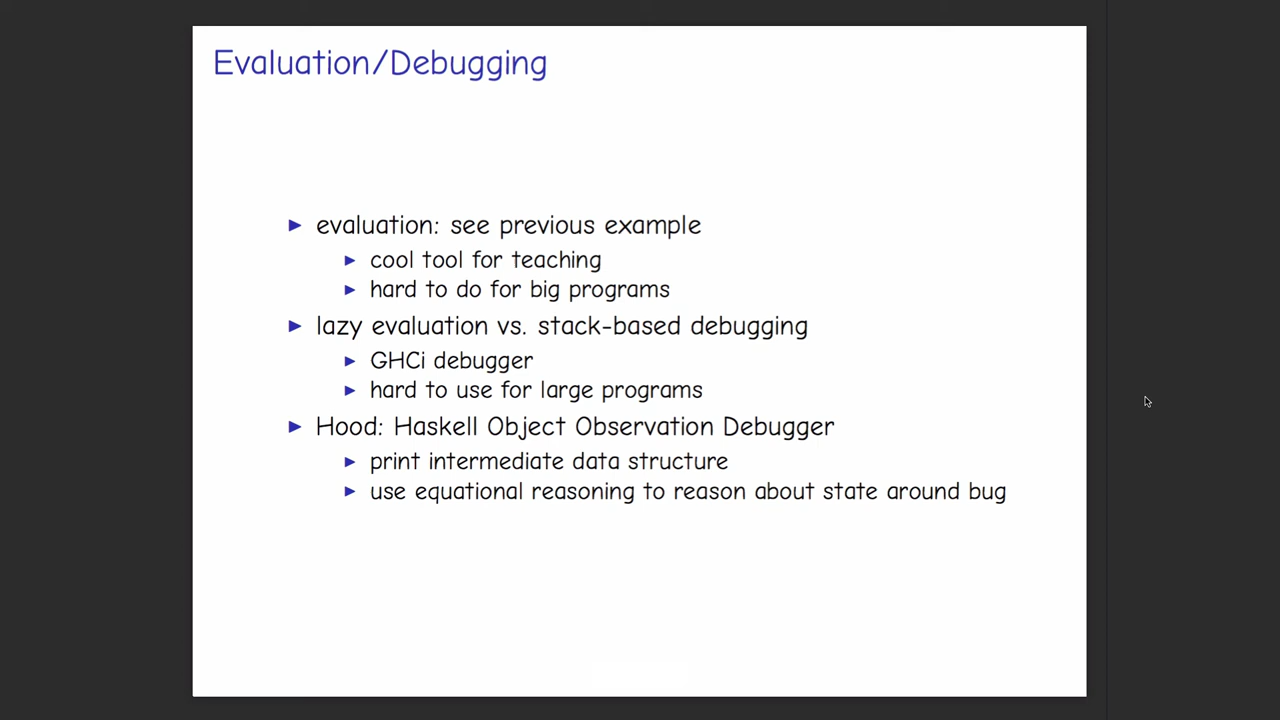 Evaluation/Debugging
evaluation: see previous example
cool tool for teaching
hard to do for big programs
lazy evaluation vs. stack-based debugging
GHCi debugger
hard to use for large programs
Hood: Haskell Object Observation Debugger
print intermediate data structure
use equational reasoning to reason about state around bug